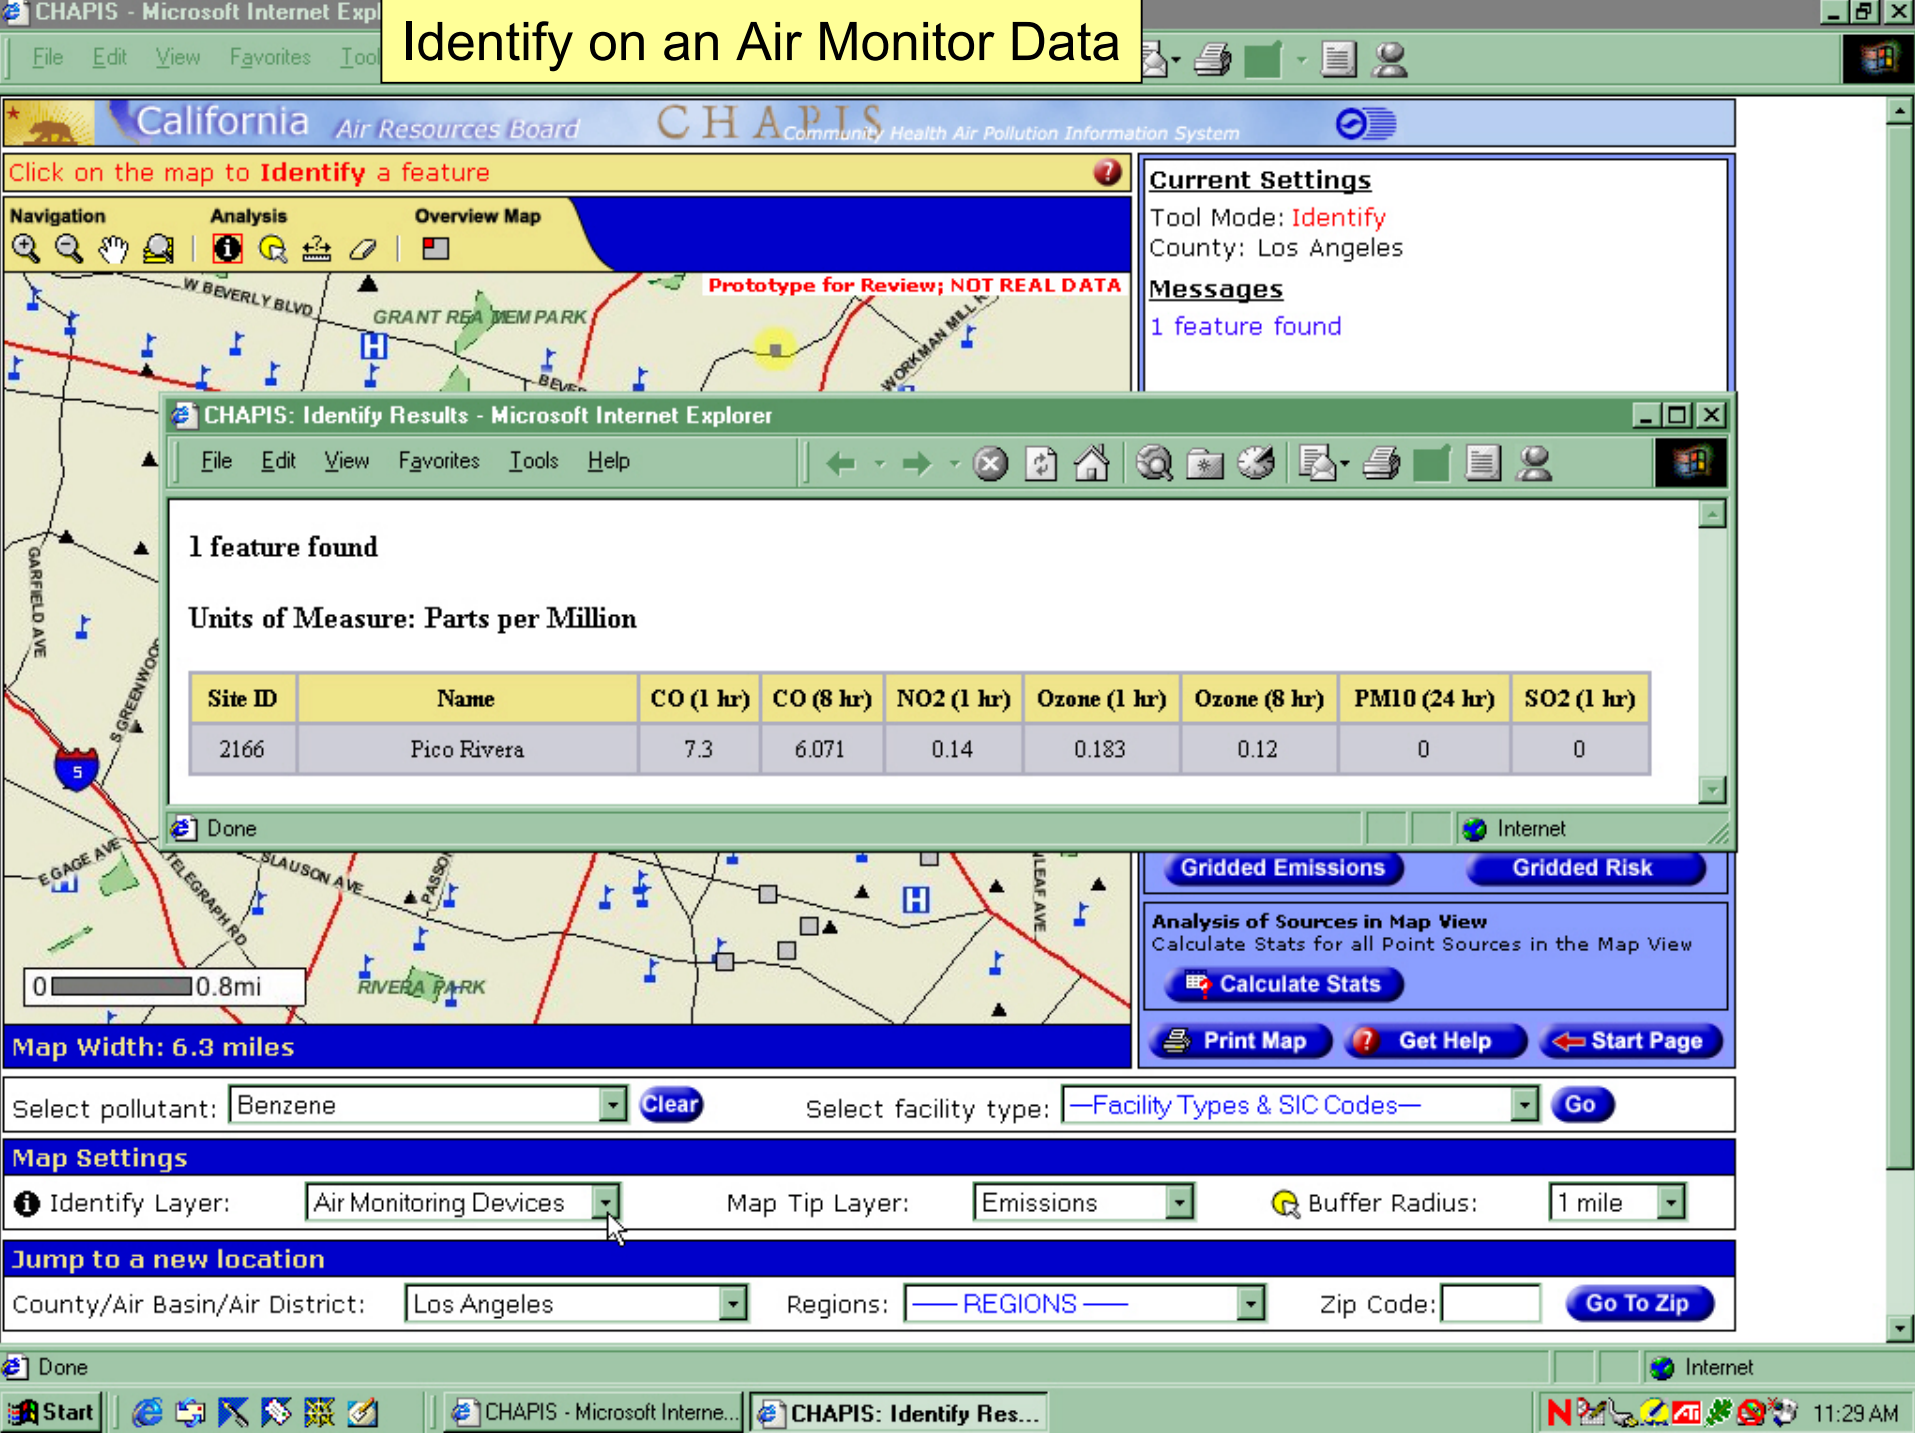 CHAPIS - Microsoft Internet Expl
Identify on an Air Monitor Data
File Edit View Favorites Tool
California Air Resources Board CHAPIS Community Health Air Pollution Information System
Click on the map to Identify a feature
Navigation Analysis Overview Map
Current Settings
Tool Mode: Identify
County: Los Angeles
Messages
1 feature found
Prototype for Review; NOT REAL DATA
W BEVERLY BLVD
GRANT REA MEM PARK
WORKMAN MILL R
BEVER
H
CHAPIS: Identify Results - Microsoft Internet Explorer
File Edit View Favorites Tools Help
1 feature found
Units of Measure: Parts per Million
Site ID Name CO (1 hr) CO (8 hr) NO2 (1 hr) Ozone (1 hr) Ozone (8 hr) PM10 (24 hr) SO2 (1 hr)
2166 Pico Rivera 7.3 6.071 0.14 0.183 0.12 0 0
Done Internet
GARFIELD AVE
S GREENWOO
5
E GAGE AVE
TELEGRAPH RD
SLAUSON AVE
PASSO
H
LEAF AVE
RIVERA PARK
0 0.8mi
Gridded Emissions Gridded Risk
Analysis of Sources in Map View
Calculate Stats for all Point Sources in the Map View
Calculate Stats
Map Width: 6.3 miles
Print Map Get Help Start Page
Select pollutant: Benzene Clear Select facility type: —Facility Types & SIC Codes— Go
Map Settings
Identify Layer: Air Monitoring Devices Map Tip Layer: Emissions Buffer Radius: 1 mile
Jump to a new location
County/Air Basin/Air District: Los Angeles Regions: —— REGIONS —— Zip Code: Go To Zip
Done Internet
Start CHAPIS - Microsoft Interne... CHAPIS: Identify Res... N ATI 11:29 AM